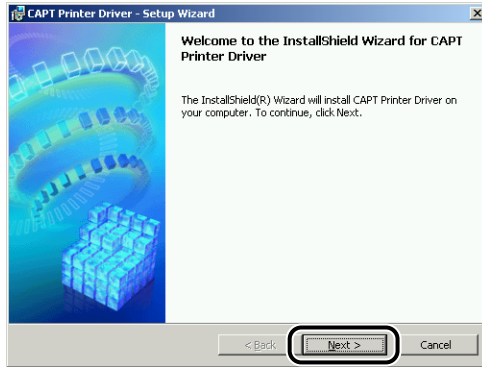 CAPT Printer Driver - Setup Wizard
Welcome to the InstallShield Wizard for CAPT
Printer Driver
The InstallShield(R) Wizard will install CAPT Printer Driver on
your computer. To continue, click Next.
< Back
Next >
Cancel